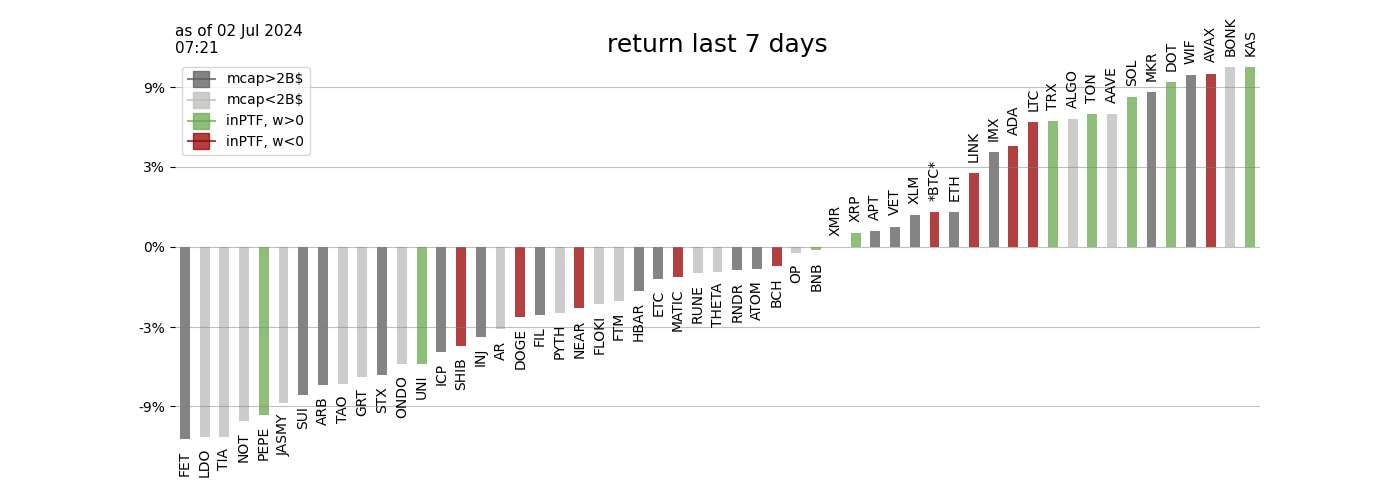 as of 02 Jul 2024
07:21
return last 7 days
mcap>2B$
mcap<2B$
inPTF, w>0
inPTF, w<0
9%
3%
0%
-3%
-9%
FET
LDO
TIA
NOT
PEPE
JASMY
SUI
ARB
TAO
GRT
STX
ONDO
UNI
ICP
SHIB
INJ
AR
DOGE
FIL
PYTH
NEAR
FLOKI
FTM
HBAR
ETC
MATIC
RUNE
THETA
RNDR
ATOM
BCH
OP
BNB
XMR
XRP
APT
VET
XLM
*BTC*
ETH
LINK
IMX
ADA
LTC
TRX
ALGO
TON
AAVE
SOL
MKR
DOT
WIF
AVAX
BONK
KAS